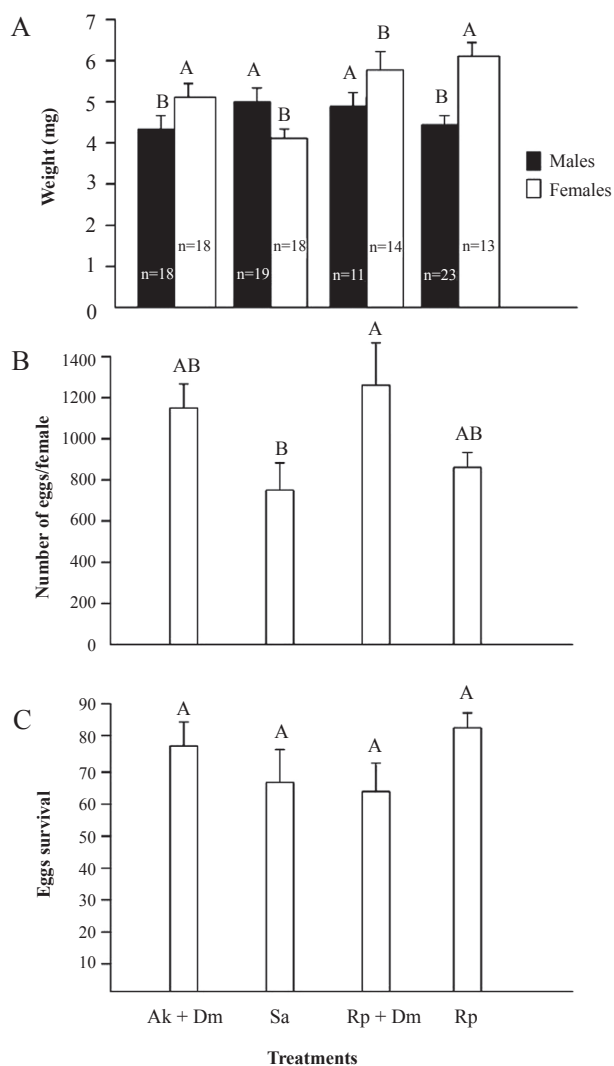 A
Weight (mg)
7
6
5
4
3
2
1
0
B
A
A
B
A
B
B
A
n=18
n=18
n=19
n=18
n=11
n=14
n=23
n=13
Males
Females
B
Number of eggs/female
1400
1200
1000
800
600
400
200
0
AB
B
A
AB
C
Eggs survival
90
80
70
60
50
40
30
20
10
A
A
A
A
Ak + Dm
Sa
Rp + Dm
Rp
Treatments